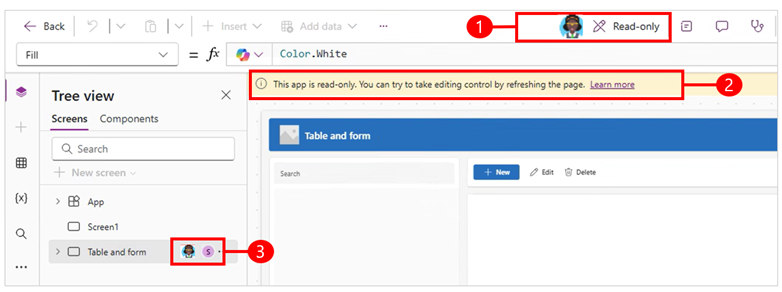 Back
Insert
Add data
...
1
Read-only
Fill
= fx
Color.White
This app is read-only. You can try to take editing control by refreshing the page. Learn more
2
Tree view
Screens Components
Search
New screen
App
Screen1
Table and form
S
3
{x}
Table and form
Search
New
Edit
Delete